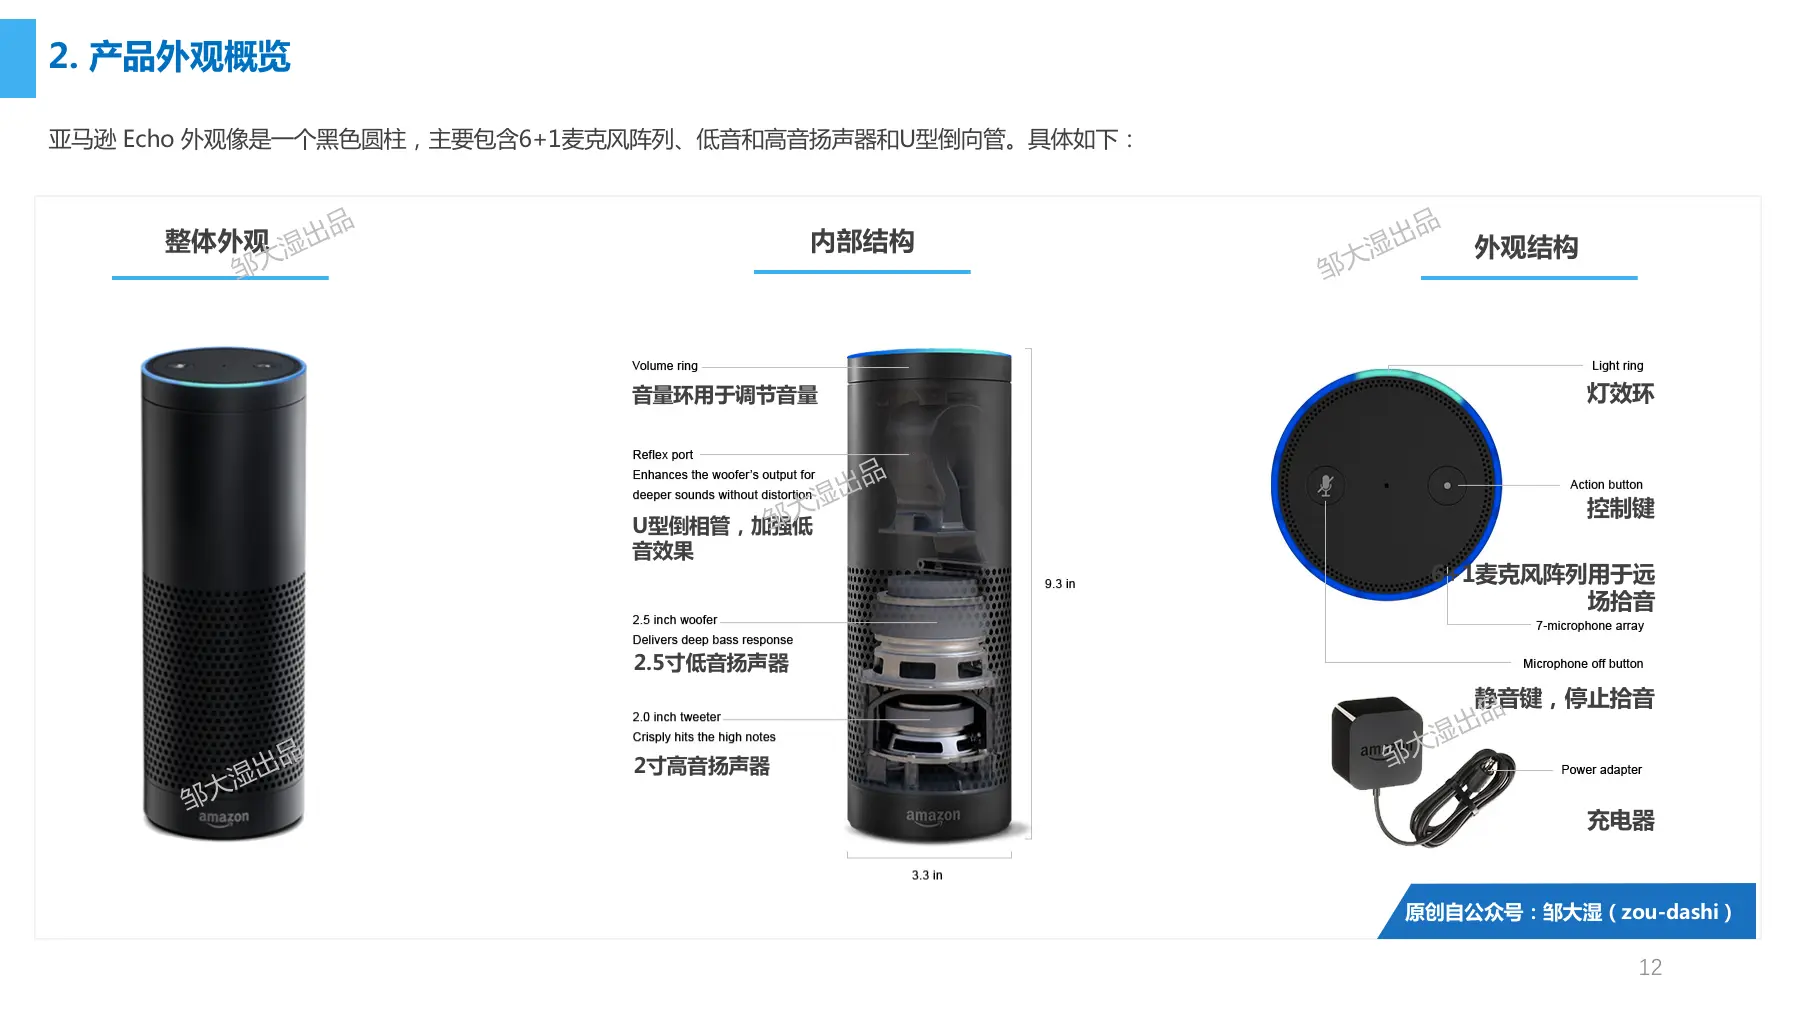 2. 产品外观概览
亚马逊 Echo 外观像是一个黑色圆柱，主要包含6+1麦克风阵列、低音和高音扬声器和U型倒向管。具体如下：
整体外观
邹大湿出品
邹大湿出品
amazon
内部结构
Volume ring
音量环用于调节音量
Reflex port
Enhances the woofer's output for
deeper sounds without distortion
U型倒相管，加强低
音效果
邹大湿出品
2.5 inch woofer
Delivers deep bass response
2.5寸低音扬声器
2.0 inch tweeter
Crisply hits the high notes
2寸高音扬声器
amazon
9.3 in
3.3 in
邹大湿出品
外观结构
Light ring
灯效环
Action button
控制键
6+1麦克风阵列用于远
场拾音
7-microphone array
Microphone off button
静音键，停止拾音
邹大湿出品
amazon
Power adapter
充电器
原创自公众号：邹大湿（zou-dashi）
12